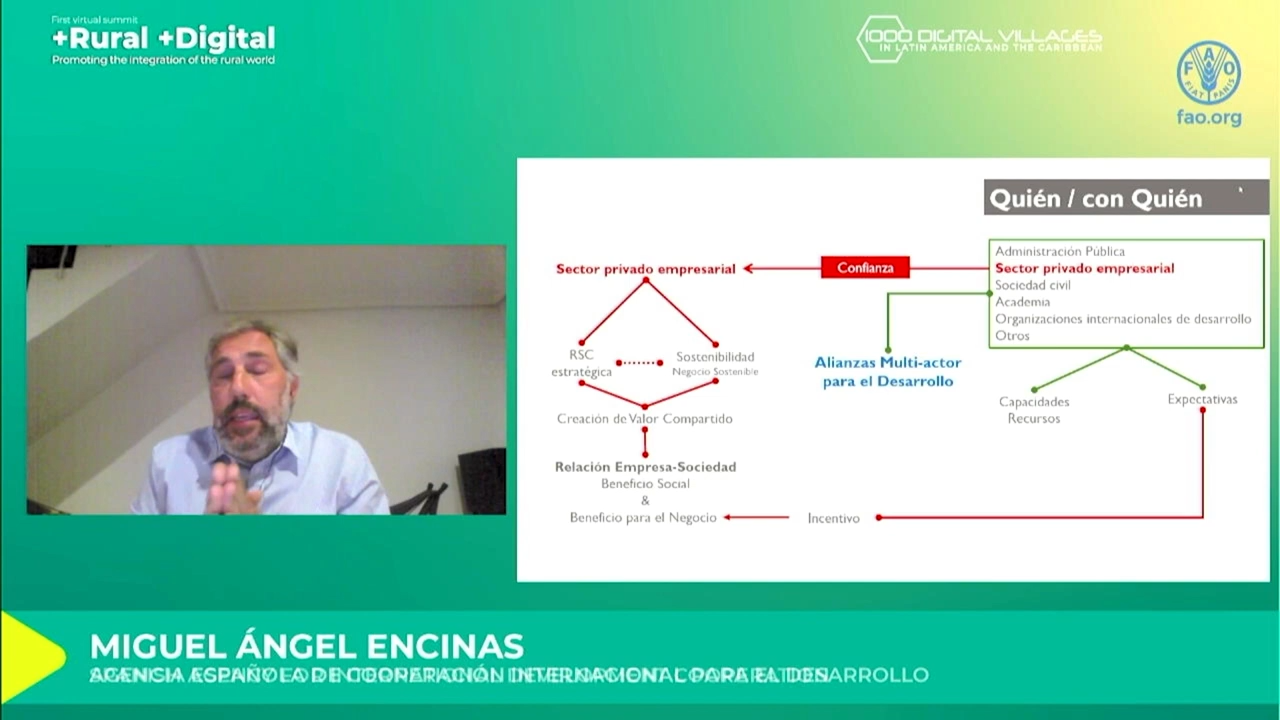 First virtual summit
+Rural +Digital
Promoting the integration of the rural world
1000 DIGITAL VILLAGES
IN LATIN AMERICA AND THE CARIBBEAN
FAO
FIAT PANIS
fao.org
Quién / con Quién
Administración Pública
Sector privado empresarial
Sociedad civil
Academia
Organizaciones internacionales de desarrollo
Otros
Confianza
Sector privado empresarial
RSC
estratégica
Sostenibilidad
Negocio Sostenible
Creación de Valor Compartido
Relación Empresa-Sociedad
Beneficio Social
&
Beneficio para el Negocio
Incentivo
Alianzas Multi-actor
para el Desarrollo
Capacidades
Recursos
Expectativas
MIGUEL ÁNGEL ENCINAS
AGENCIA ESPAÑOLA DE COOPERACIÓN INTERNACIONAL PARA EL DESARROLLO